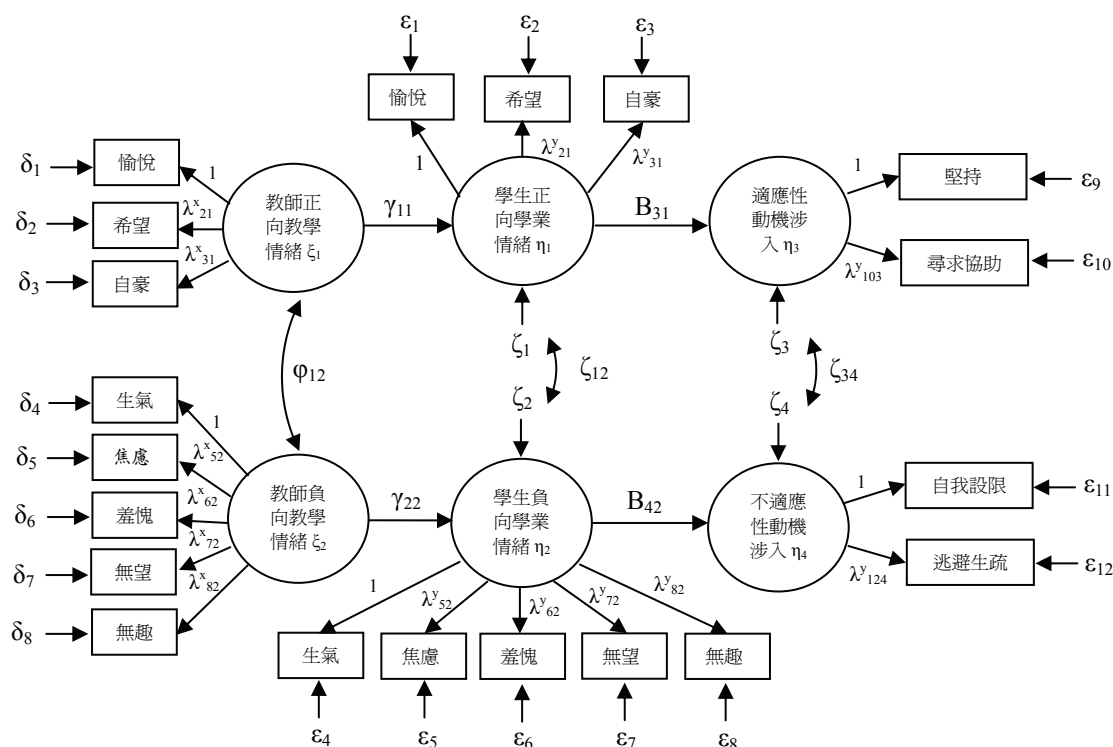 ε₁
ε₂
ε₃
愉悅
希望
自豪
1
λʸ₂₁
λʸ₃₁
δ₁
愉悅
1
δ₂
希望
λˣ₂₁
δ₃
自豪
λˣ₃₁
教師正
向教學
情緒 ξ₁
γ₁₁
學生正
向學業
情緒 η₁
B₃₁
適應性
動機涉
入 η₃
1
堅持
ε₉
λʸ₁₀₃
尋求協助
ε₁₀
φ₁₂
ζ₁
ζ₁₂
ζ₂
ζ₃
ζ₃₄
ζ₄
δ₄
生氣
1
δ₅
焦慮
λˣ₅₂
δ₆
羞愧
λˣ₆₂
δ₇
無望
λˣ₇₂
δ₈
無趣
λˣ₈₂
教師負
向教學
情緒 ξ₂
γ₂₂
學生負
向學業
情緒 η₂
B₄₂
不適應
性動機
涉入 η₄
1
自我設限
ε₁₁
λʸ₁₂₄
逃避生疏
ε₁₂
1
λʸ₅₂
λʸ₆₂
λʸ₇₂
λʸ₈₂
生氣
焦慮
羞愧
無望
無趣
ε₄
ε₅
ε₆
ε₇
ε₈